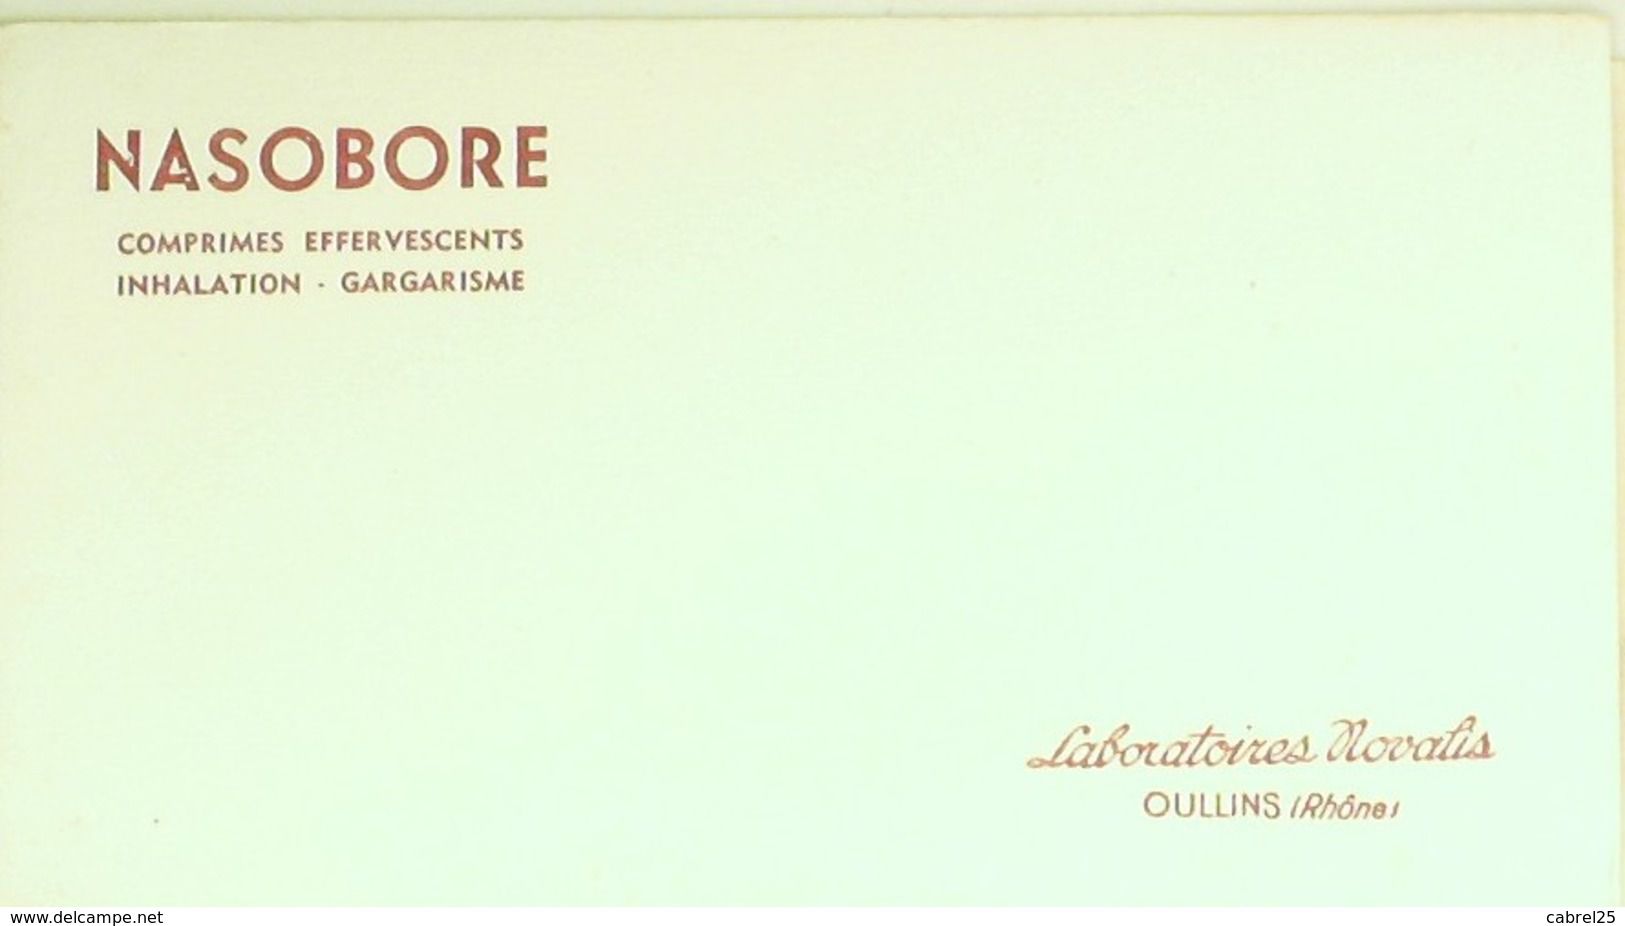 NASOBORE
COMPRIMES EFFERVESCENTS
INHALATION - GARGARISME
Laboratoires Novalis
OULLINS (Rhône)
www.delcampe.net
cabrel25